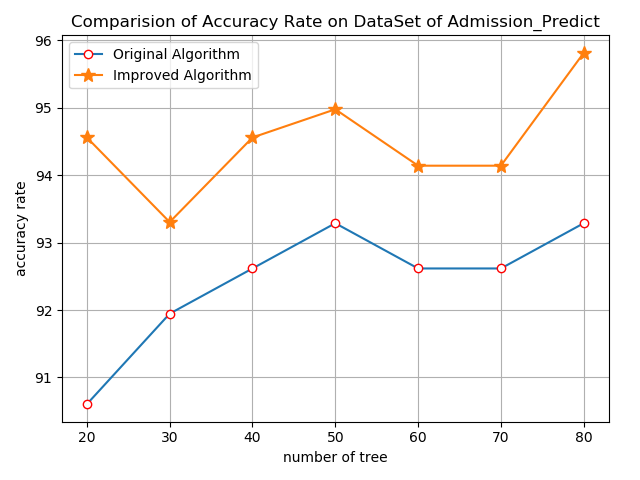 Comparision of Accuracy Rate on DataSet of Admission_Predict
96
95
94
93
92
91
accuracy rate
Original Algorithm
Improved Algorithm
20 30 40 50 60 70 80
number of tree